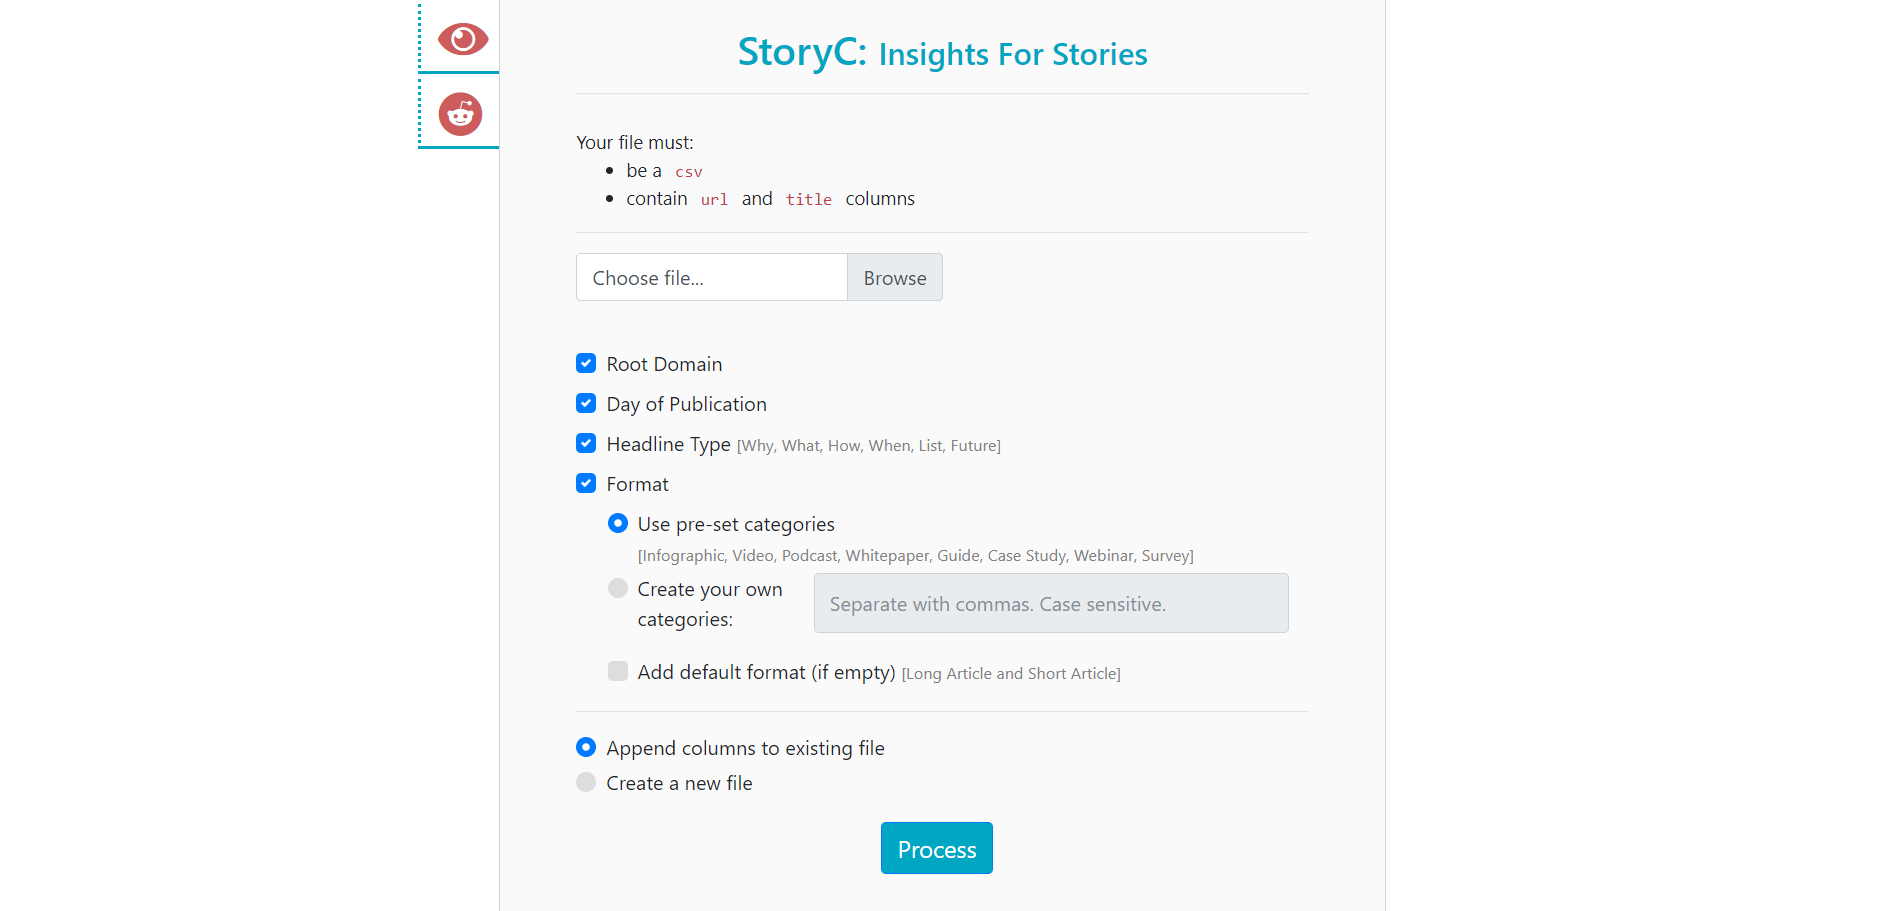 StoryC: Insights For Stories
Your file must:
be a csv
contain url and title columns
Choose file...
Browse
Root Domain
Day of Publication
Headline Type [Why, What, How, When, List, Future]
Format
Use pre-set categories
[Infographic, Video, Podcast, Whitepaper, Guide, Case Study, Webinar, Survey]
Create your own
categories:
Separate with commas. Case sensitive.
Add default format (if empty) [Long Article and Short Article]
Append columns to existing file
Create a new file
Process